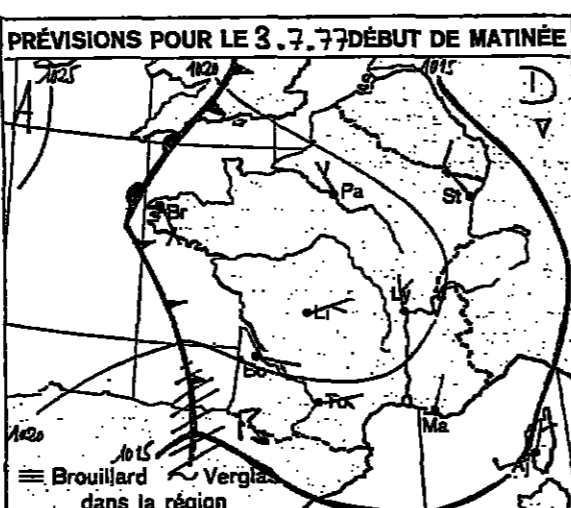 PRÉVISIONS POUR LE 3.7.77 DÉBUT DE MATINÉE
1025
1020
1015
A
D
Pa
St
Br
Li
Ly
Bo
To
Ma
Aj
1020
1015
Brouillard Verglas
dans la région